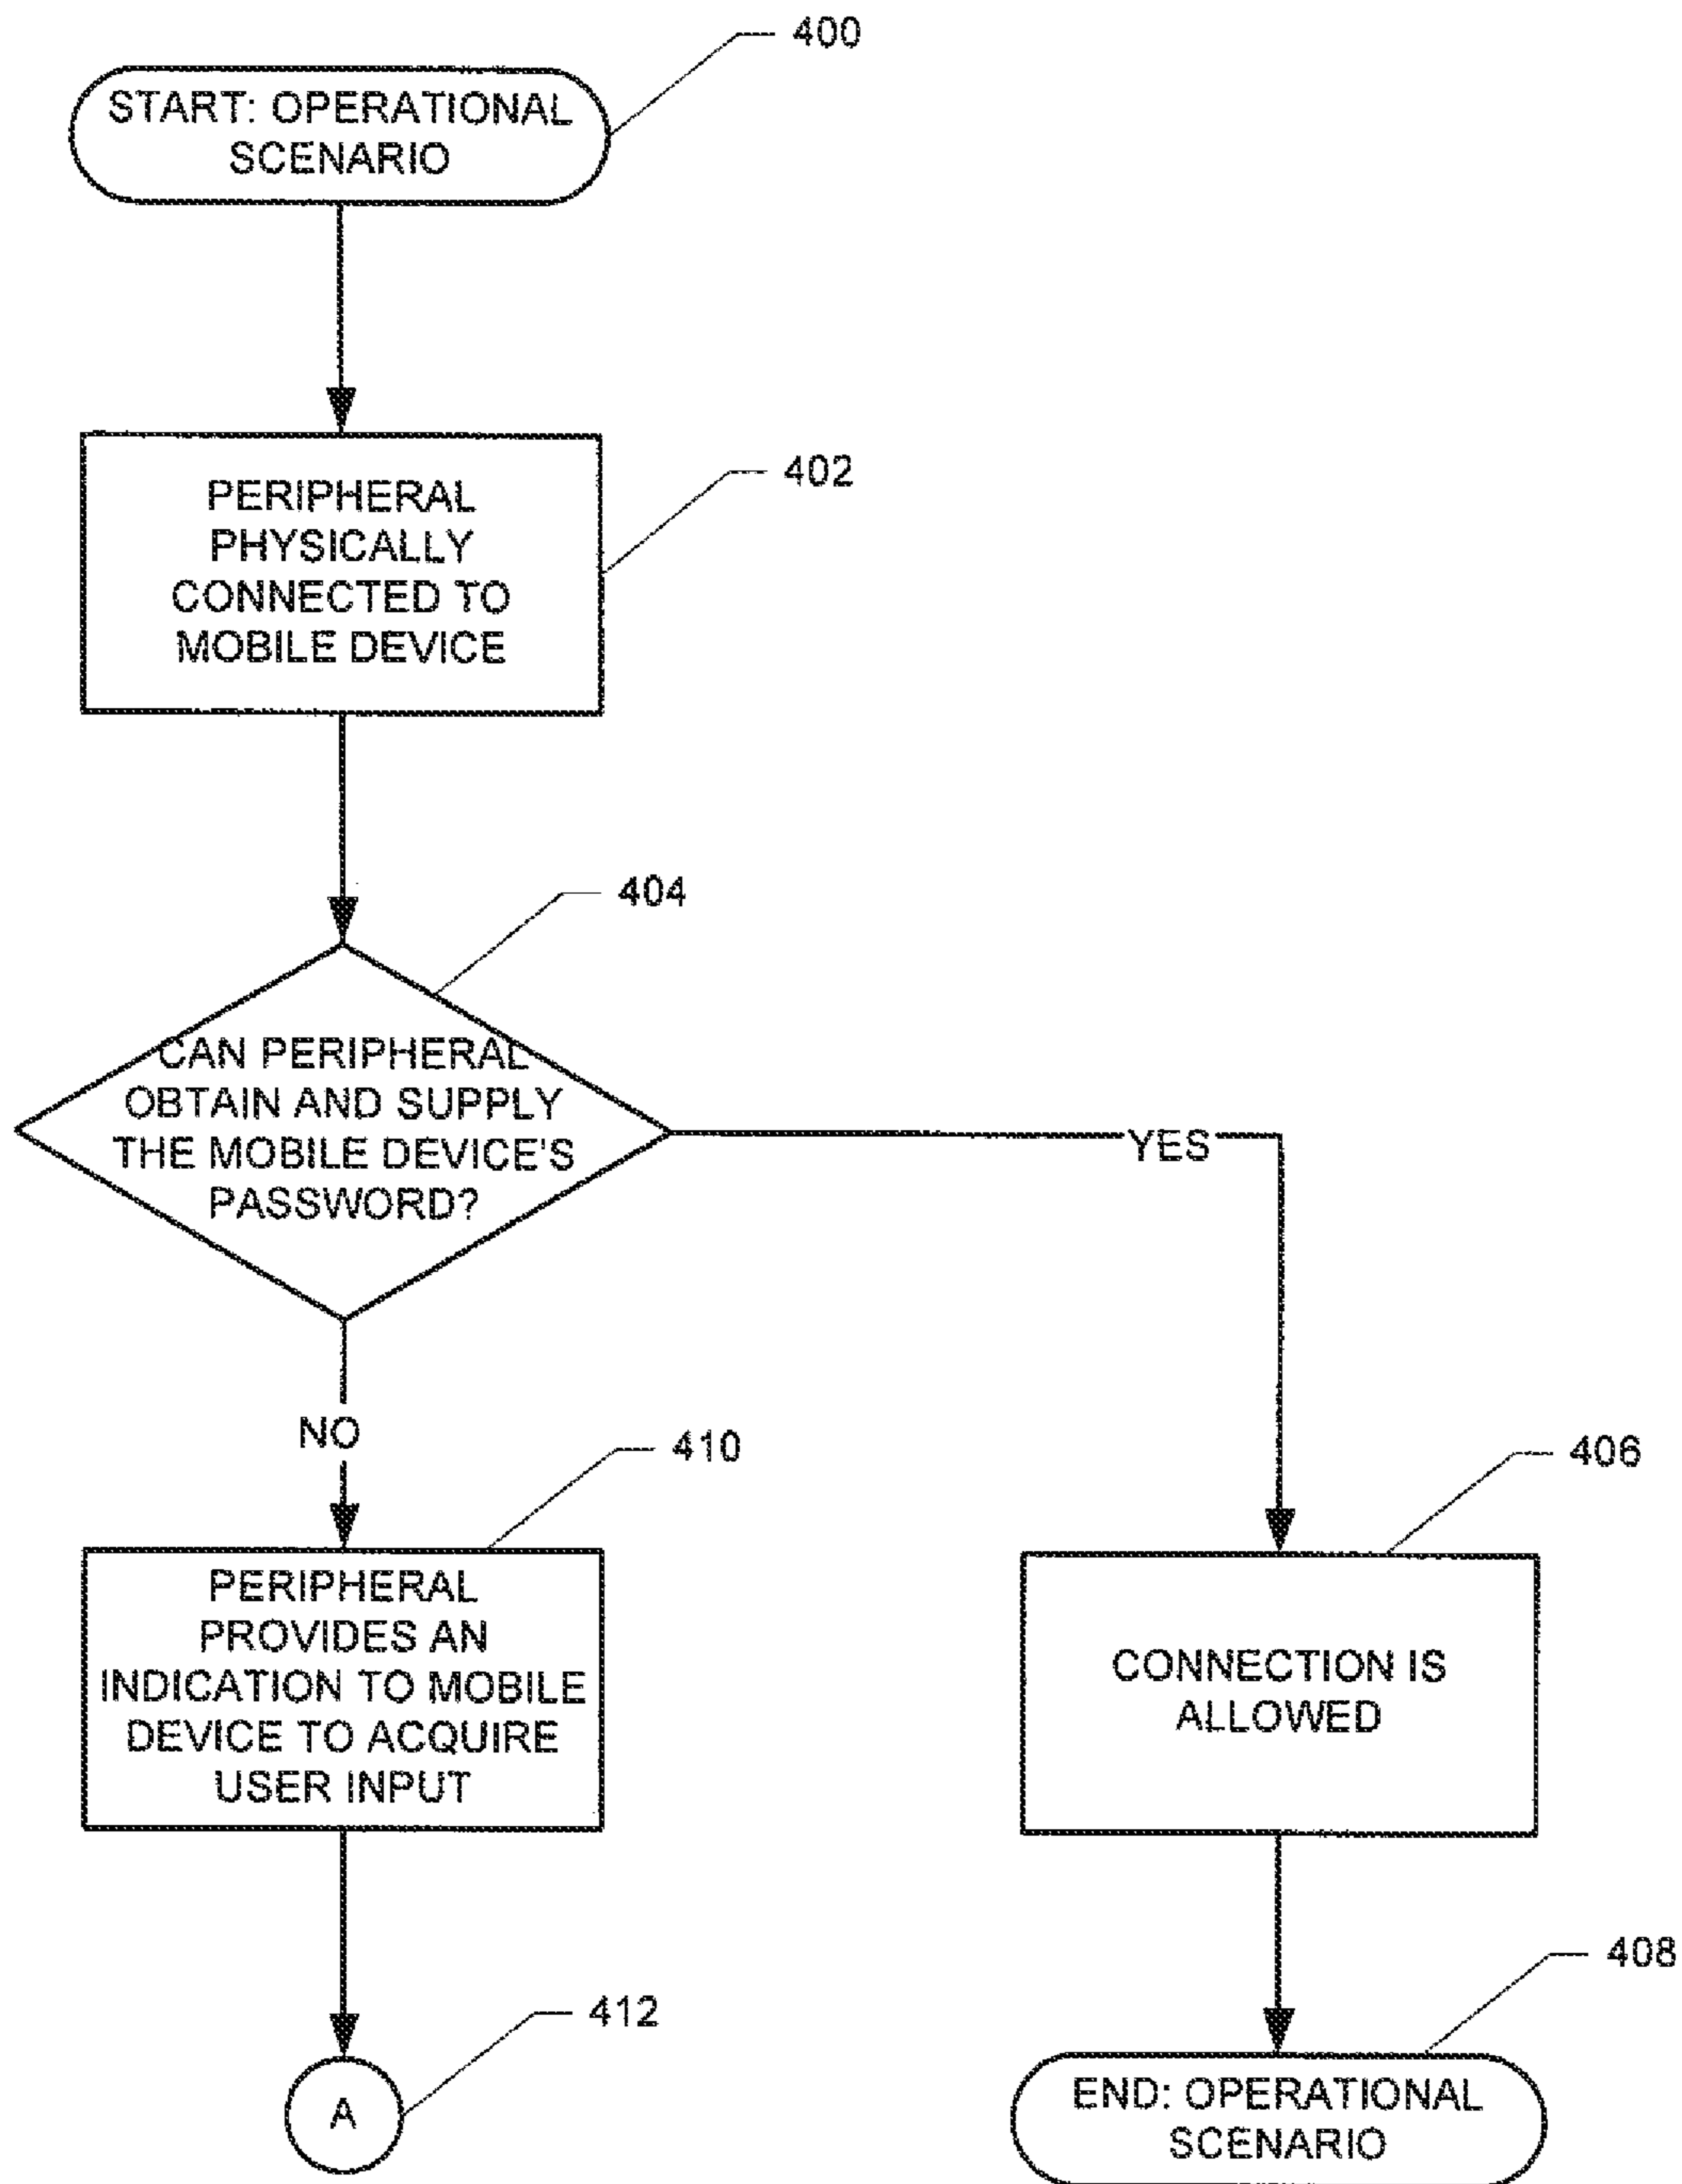 400
START: OPERATIONAL
SCENARIO
402
PERIPHERAL
PHYSICALLY
CONNECTED TO
MOBILE DEVICE
404
CAN PERIPHERAL
OBTAIN AND SUPPLY
THE MOBILE DEVICE'S
PASSWORD?
YES
NO
410
PERIPHERAL
PROVIDES AN
INDICATION TO MOBILE
DEVICE TO ACQUIRE
USER INPUT
406
CONNECTION IS
ALLOWED
412
A
408
END: OPERATIONAL
SCENARIO